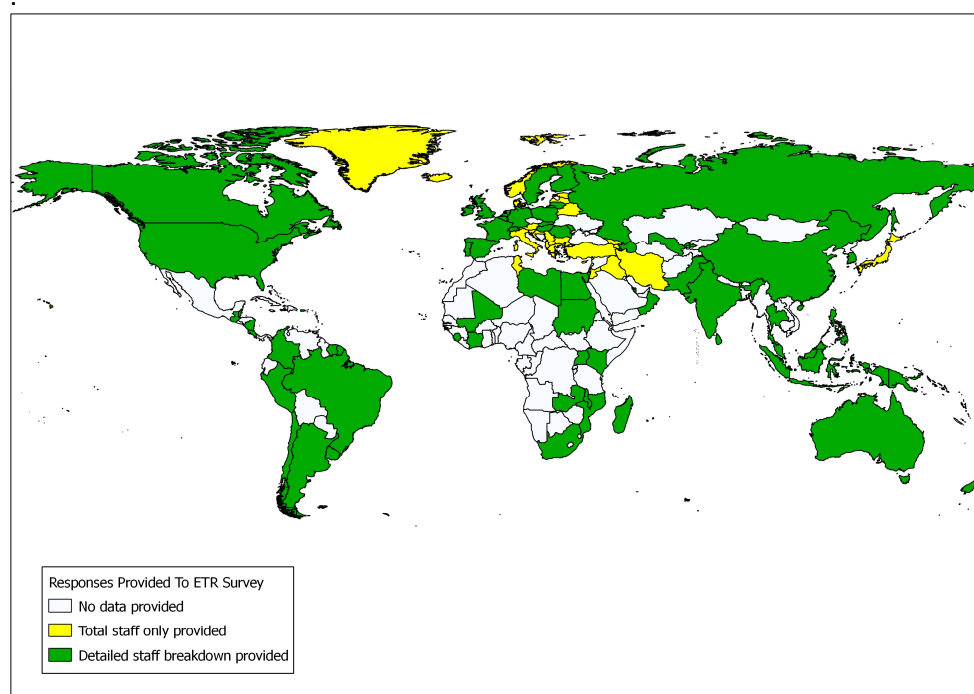 Responses Provided To ETR Survey
No data provided
Total staff only provided
Detailed staff breakdown provided